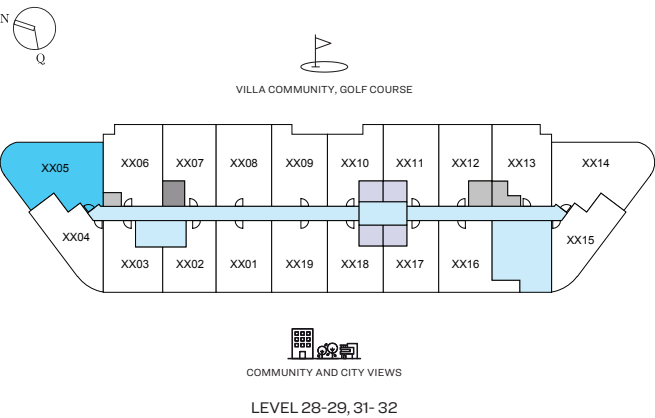 N
Q
VILLA COMMUNITY, GOLF COURSE
XX05 XX06 XX07 XX08 XX09 XX10 XX11 XX12 XX13 XX14
XX04 XX03 XX02 XX01 XX19 XX18 XX17 XX16 XX15
COMMUNITY AND CITY VIEWS
LEVEL 28-29, 31- 32